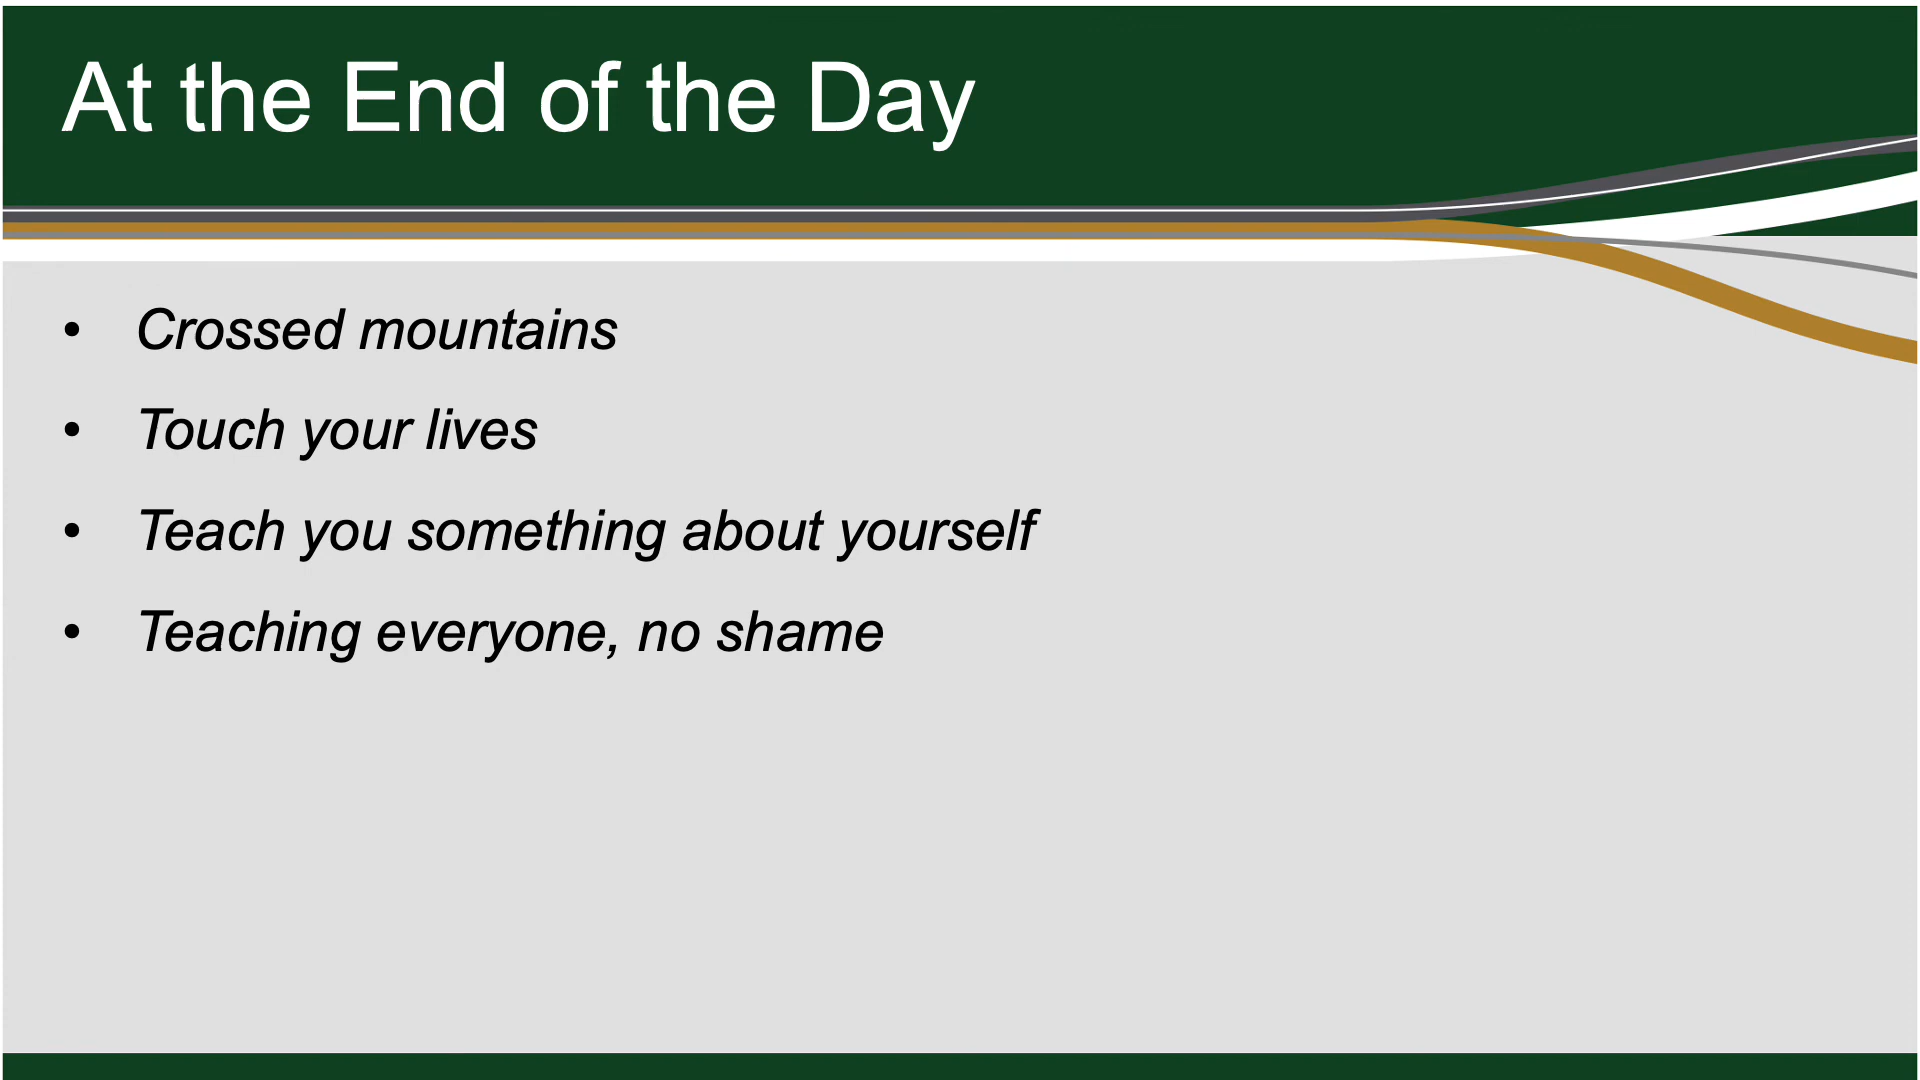 At the End of the Day
• Crossed mountains
• Touch your lives
• Teach you something about yourself
• Teaching everyone, no shame